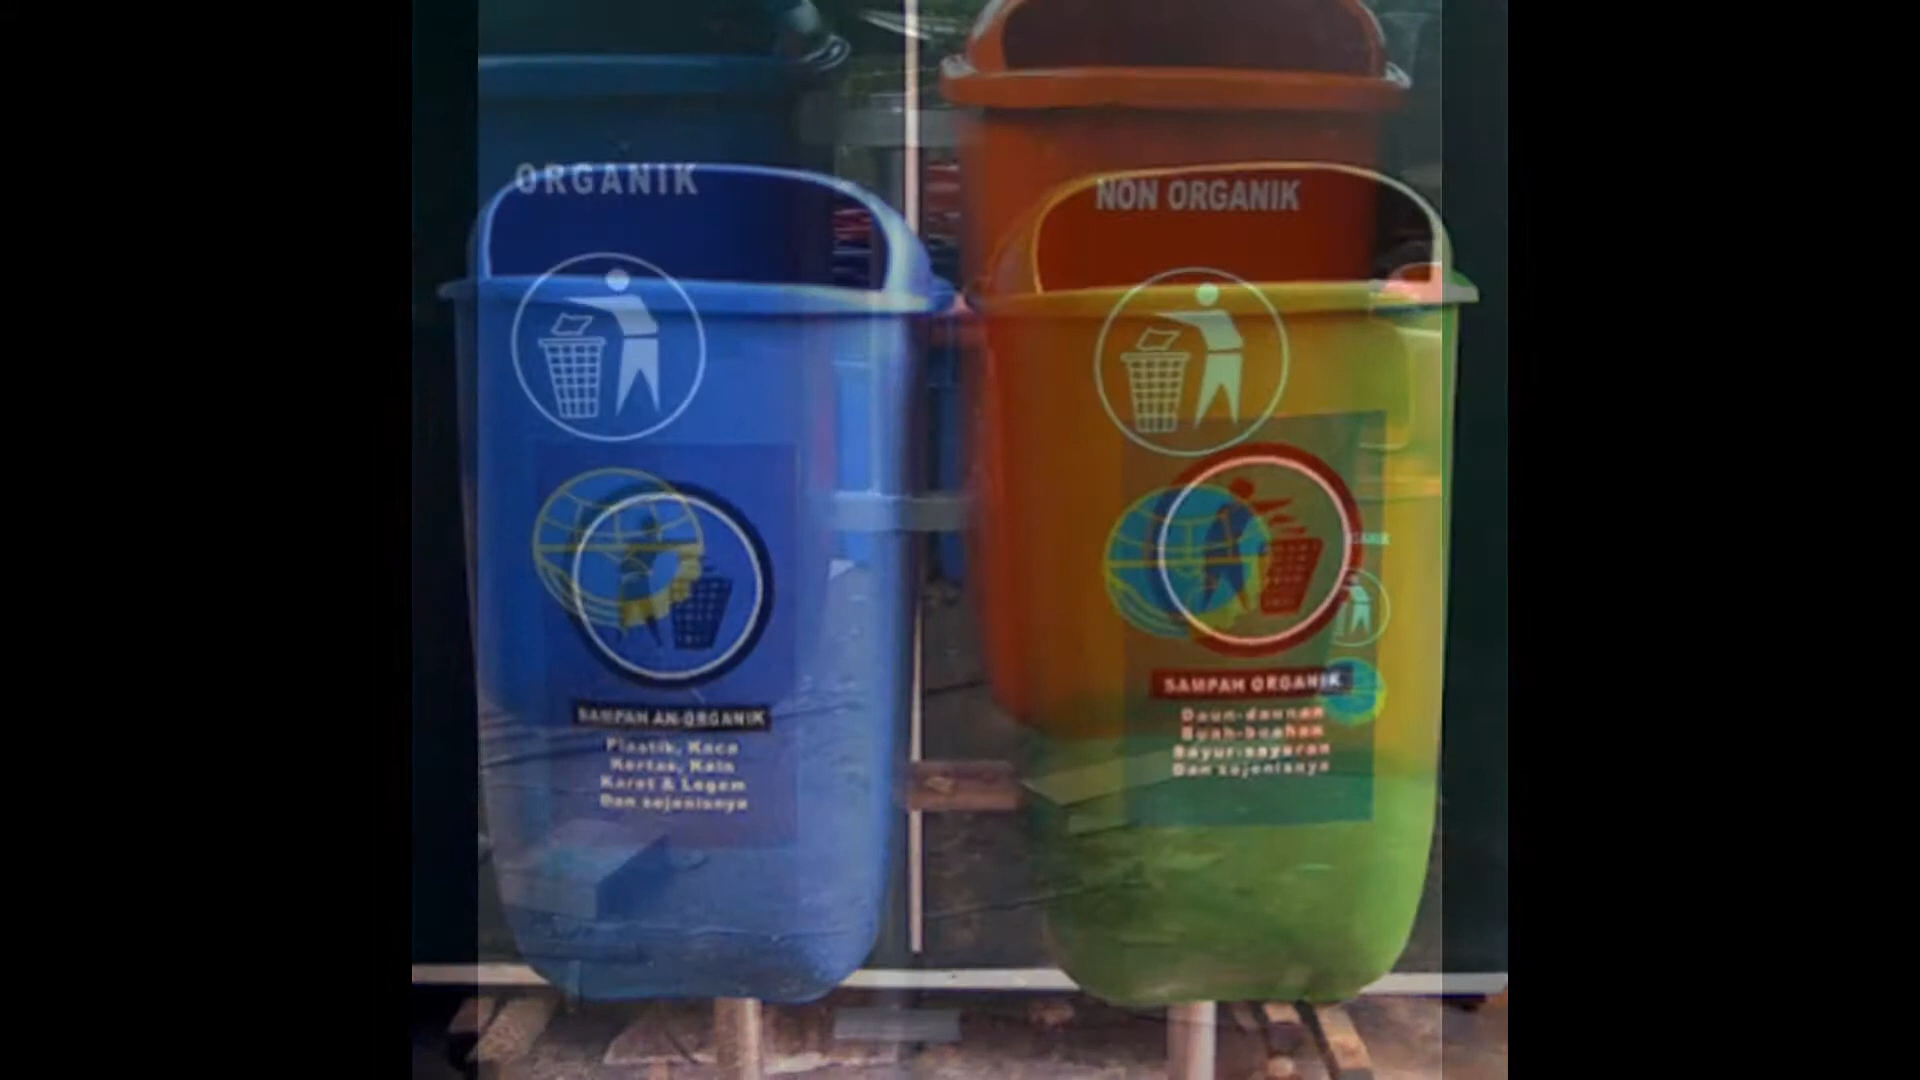 ORGANIK
NON ORGANIK
SAMPAH AN-ORGANIK
Plastik, Kaca
Kertas, Kain
Karet & Logam
Dan sejenisnya
SAMPAH ORGANIK
Daun-daunan
Buah-buahan
Sayur-sayuran
Dan sejenisnya